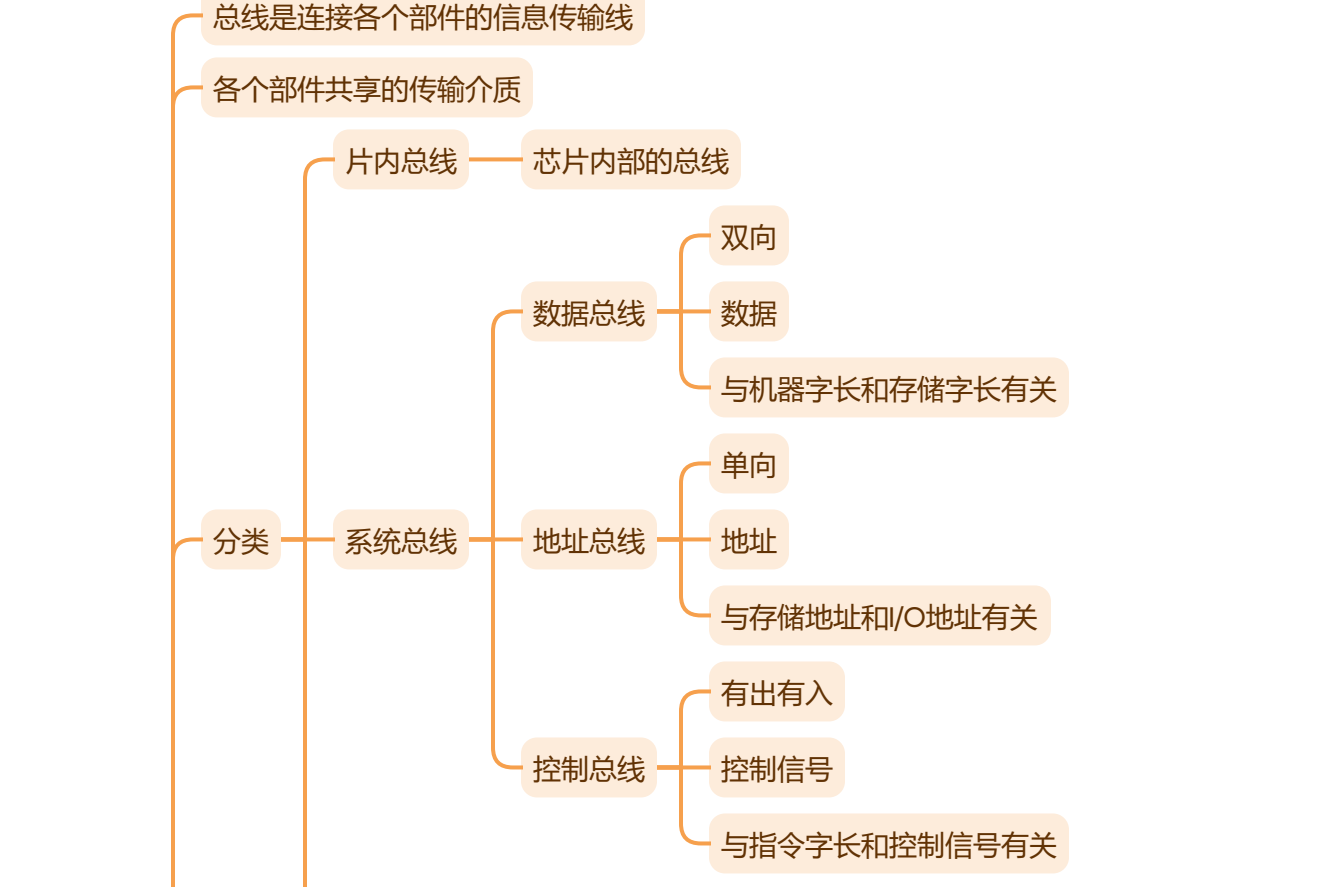 总线是连接各个部件的信息传输线
各个部件共享的传输介质
片内总线
芯片内部的总线
双向
数据总线
数据
与机器字长和存储字长有关
单向
分类
系统总线
地址总线
地址
与存储地址和I/O地址有关
有出有入
控制总线
控制信号
与指令字长和控制信号有关